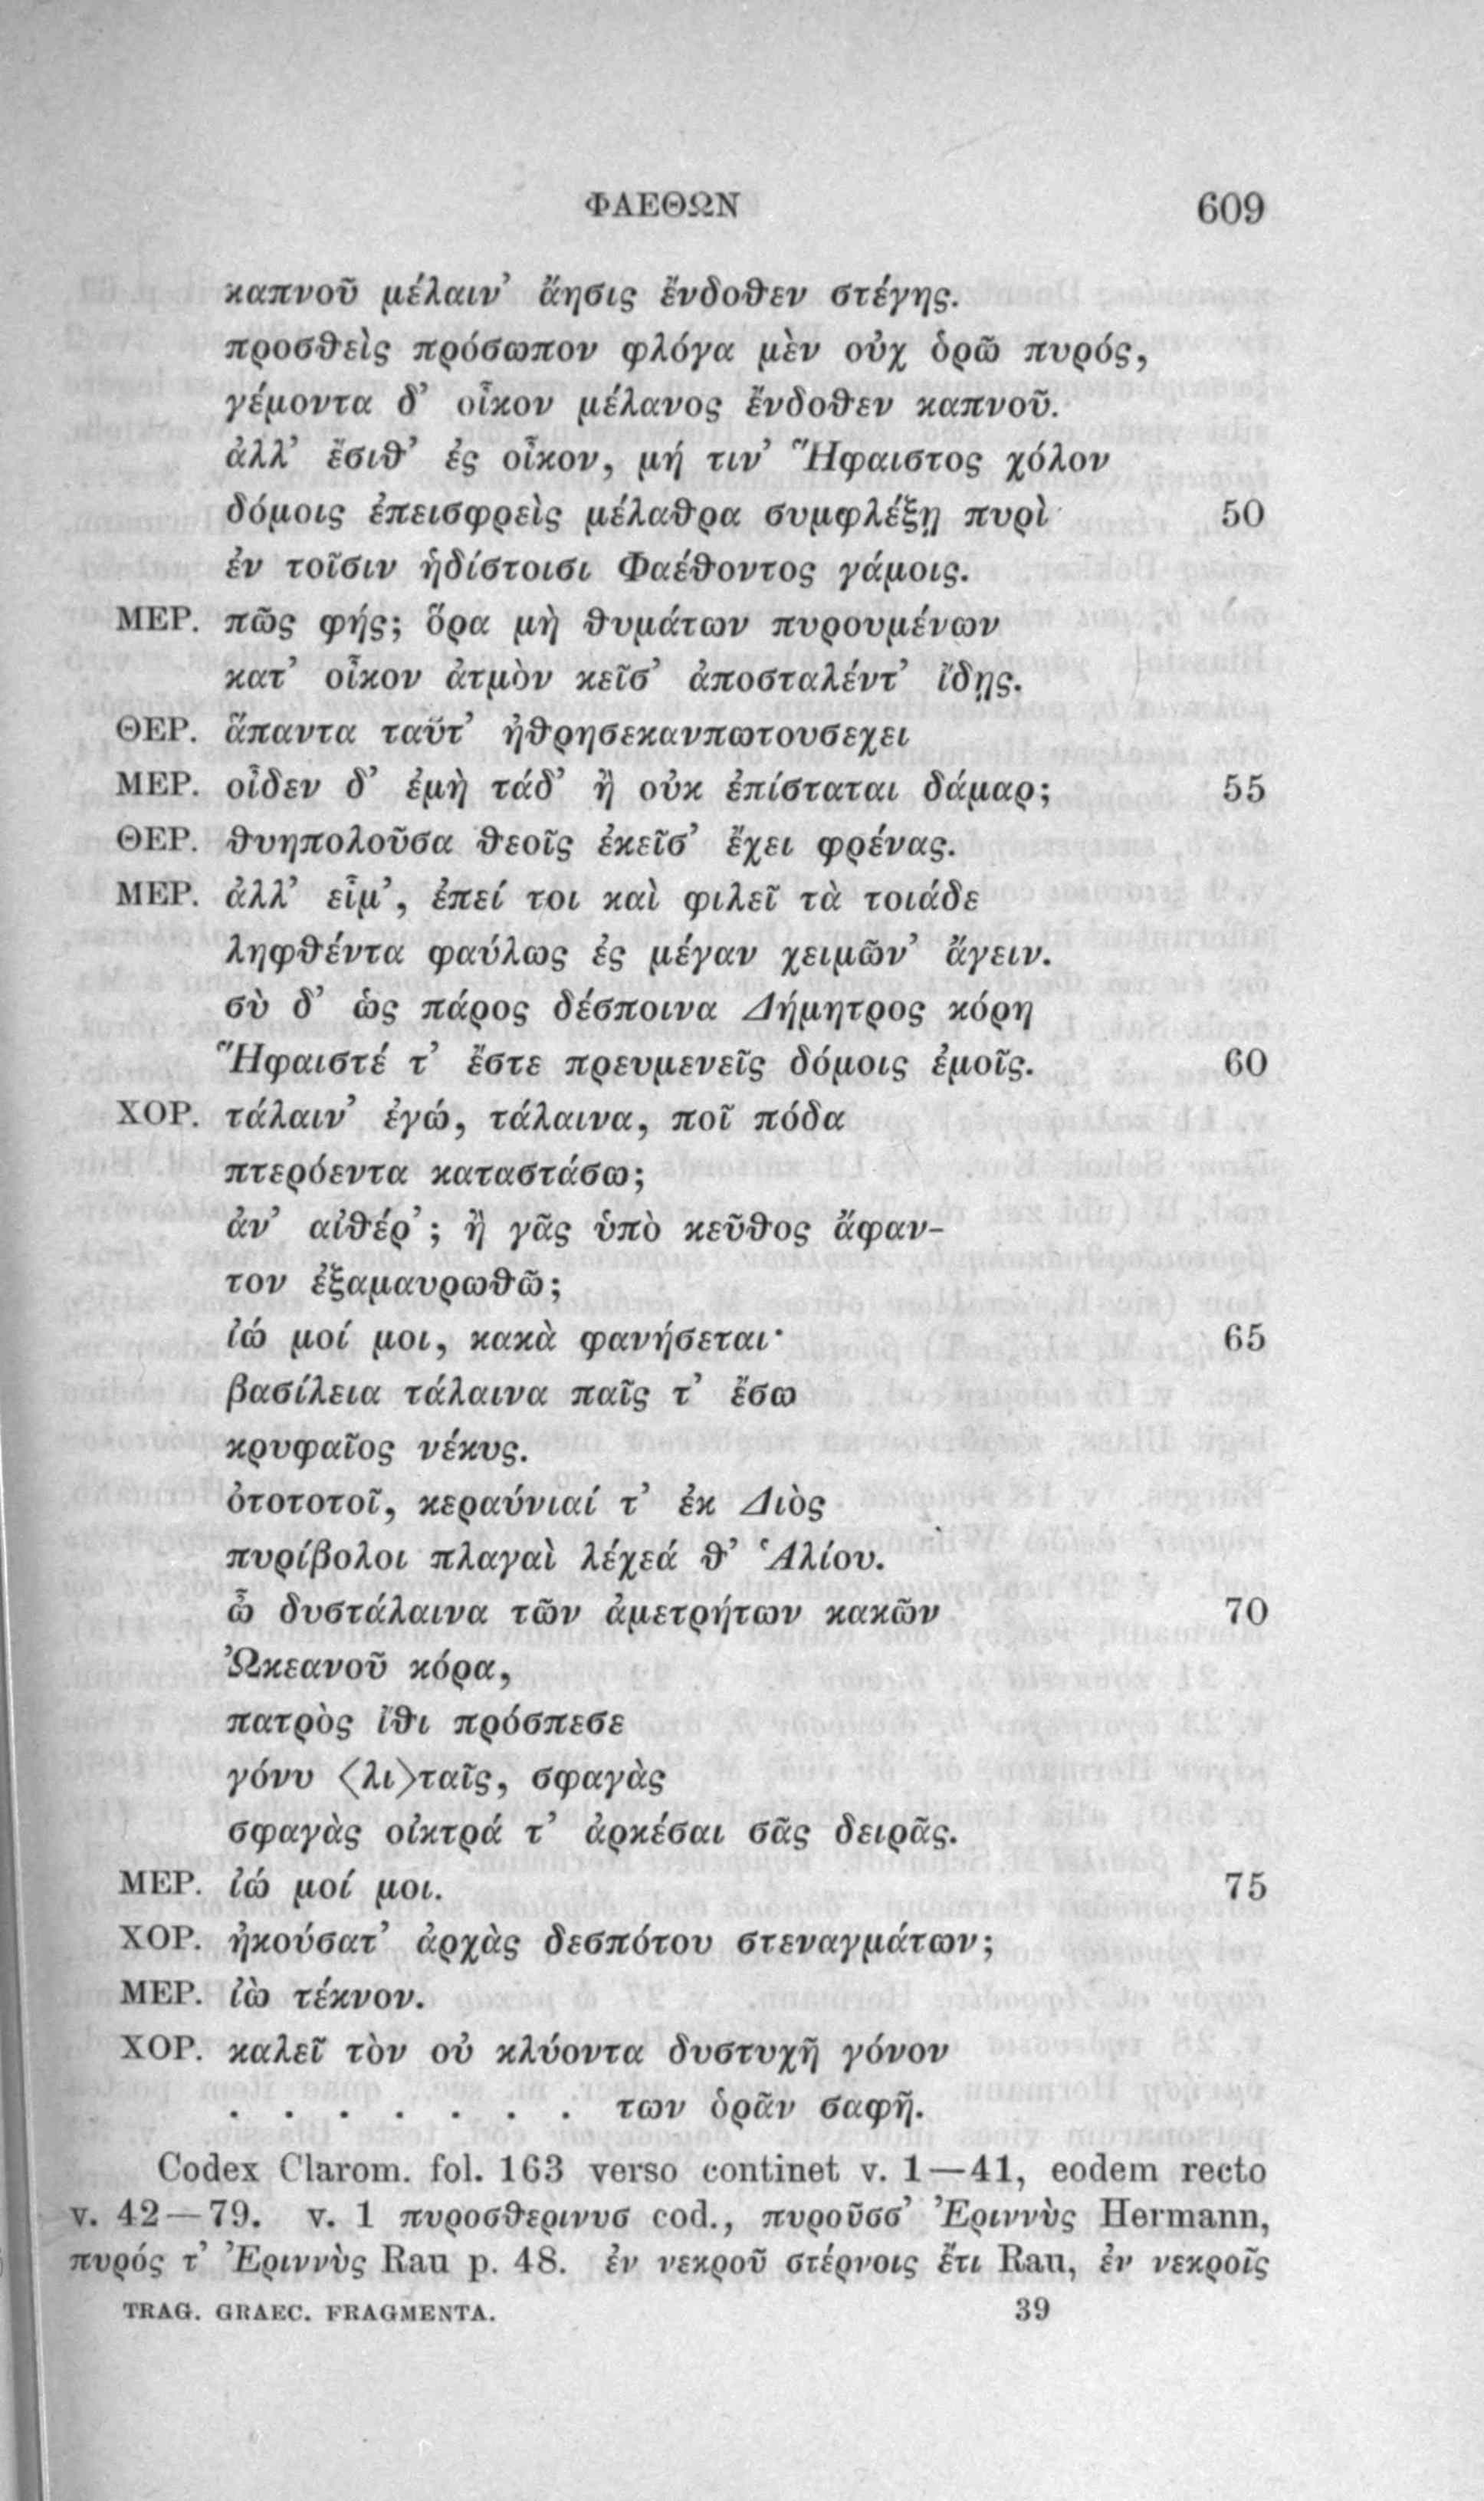 ΦΑΕΘΩΝ 609
καπνοῦ μέλαιν’ ἄησις ἔνδοθεν στέγης.
προσθεὶς πρόσωπον φλόγα μὲν οὐχ ὁρῶ πυρός,
γέμοντα δ’ οἶκον μέλανος ἔνδοθεν καπνοῦ.
ἀλλ’ ἔσιθ’ ἐς οἶκον, μή τιν’ Ἥφαιστος χόλον
δόμοις ἐπεισφρεὶς μέλαθρα συμφλέξῃ πυρὶ 50
ἐν τοῖσιν ἡδίστοισι Φαέθοντος γάμοις.
ΜΕΡ. πῶς φής; ὅρα μὴ θυμάτων πυρουμένων
κατ’ οἶκον ἀτμὸν κεῖσ’ ἀποσταλέντ’ ἴδῃς.
ΘΕΡ. ἅπαντα ταῦτ’ ἠθρησεκανπωτουσεχει
ΜΕΡ. οἶδεν δ’ ἐμὴ τάδ’ ἢ οὐκ ἐπίσταται δάμαρ; 55
ΘΕΡ. θυηπολοῦσα θεοῖς ἐκεῖσ’ ἔχει φρένας.
ΜΕΡ. ἀλλ’ εἶμ’, ἐπεί τοι καὶ φιλεῖ τὰ τοιάδε
ληφθέντα φαύλως ἐς μέγαν χειμῶν’ ἄγειν.
σὺ δ’ ὡς πάρος δέσποινα Δήμητρος κόρη
Ἥφαιστέ τ’ ἔστε πρευμενεῖς δόμοις ἐμοῖς. 60
ΧΟΡ. τάλαιν’ ἐγώ, τάλαινα, ποῖ πόδα
πτερόεντα καταστάσω;
ἀν’ αἰθέρ’; ἢ γᾶς ὑπὸ κεῦθος ἄφαν-
τον ἐξαμαυρωθῶ;
ἰώ μοί μοι, κακὰ φανήσεται· 65
βασίλεια τάλαινα παῖς τ’ ἔσω
κρυφαῖος νέκυς.
ὀτοτοτοῖ, κεραύνιαί τ’ ἐκ Διὸς
πυρίβολοι πλαγαὶ λέχεά θ’ Ἁλίου.
ὦ δυστάλαινα τῶν ἀμετρήτων κακῶν 70
Ὠκεανοῦ κόρα,
πατρὸς ἴθι πρόσπεσε
γόνυ 〈λι〉ταῖς, σφαγὰς
σφαγὰς οἰκτρά τ’ ἀρκέσαι σᾶς δειρᾶς.
ΜΕΡ. ἰώ μοί μοι. 75
ΧΟΡ. ἠκούσατ’ ἀρχὰς δεσπότου στεναγμάτων;
ΜΕΡ. ἰὼ τέκνον.
ΧΟΡ. καλεῖ τὸν οὐ κλύοντα δυστυχῆ γόνον
. . . . . . . των ὁρᾶν σαφῆ.
Codex Clarom. fol. 163 verso continet v. 1—41, eodem recto
v. 42—79. v. 1 πυροσθερινυσ cod., πυροῦσσ’ Ἐριννὺς Hermann,
πυρός τ’ Ἐριννὺς Rau p. 48. ἐν νεκροῦ στέρνοις ἔτι Rau, ἐν νεκροῖς
TRAG. GRAEC. FRAGMENTA. 39